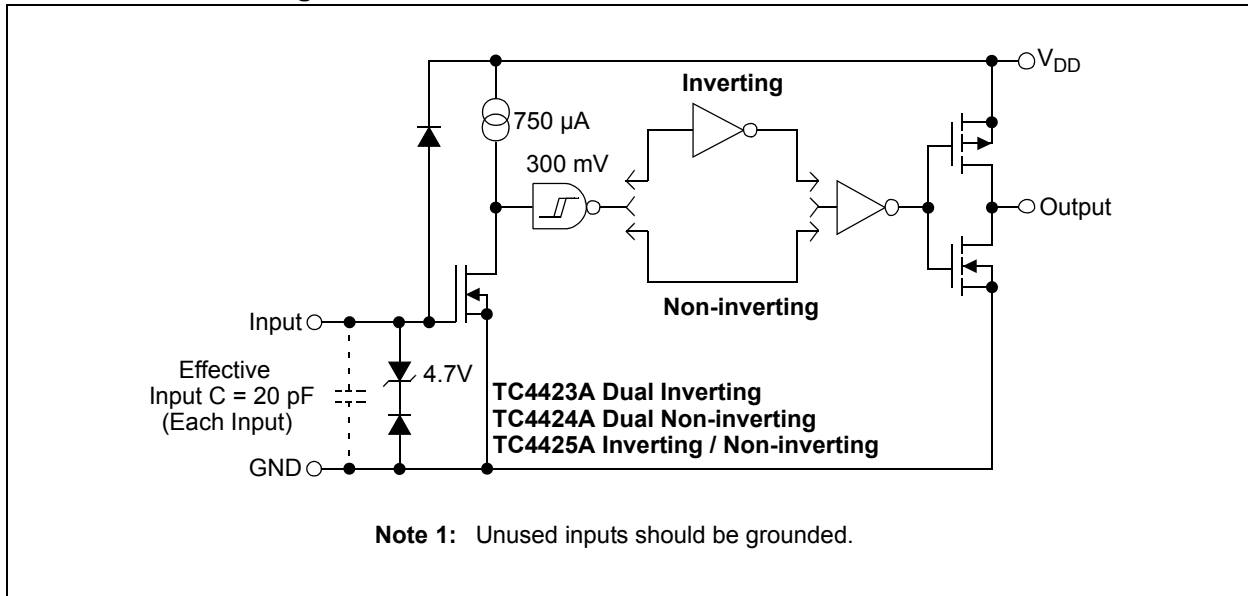 V_DD
Inverting
750 µA
300 mV
Output
Non-inverting
Input
Effective
Input C = 20 pF
(Each Input)
4.7V
TC4423A Dual Inverting
TC4424A Dual Non-inverting
TC4425A Inverting / Non-inverting
GND
Note 1: Unused inputs should be grounded.